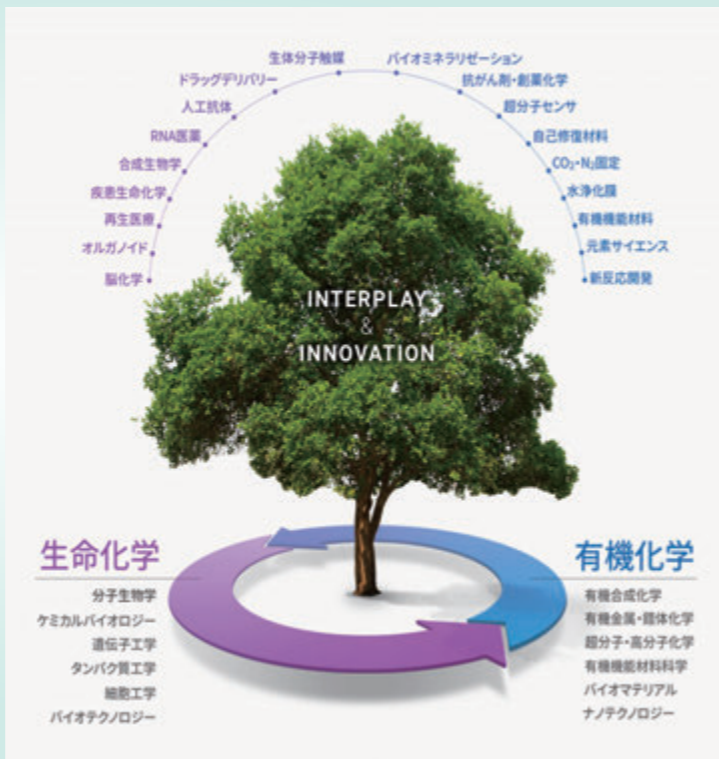 生体分子触媒
ドラッグデリバリー
人工抗体
RNA医薬
合成生物学
疾患生命化学
再生医療
オルガノイド
脳化学
バイオミネラリゼーション
抗がん剤・創薬化学
超分子センサ
自己修復材料
CO₂・N₂固定
水浄化膜
有機機能材料
元素サイエンス
新反応開発
INTERPLAY
&
INNOVATION
生命化学
分子生物学
ケミカルバイオロジー
遺伝子工学
タンパク質工学
細胞工学
バイオテクノロジー
有機化学
有機合成化学
有機金属・錯体化学
超分子・高分子化学
有機機能材料科学
バイオマテリアル
ナノテクノロジー